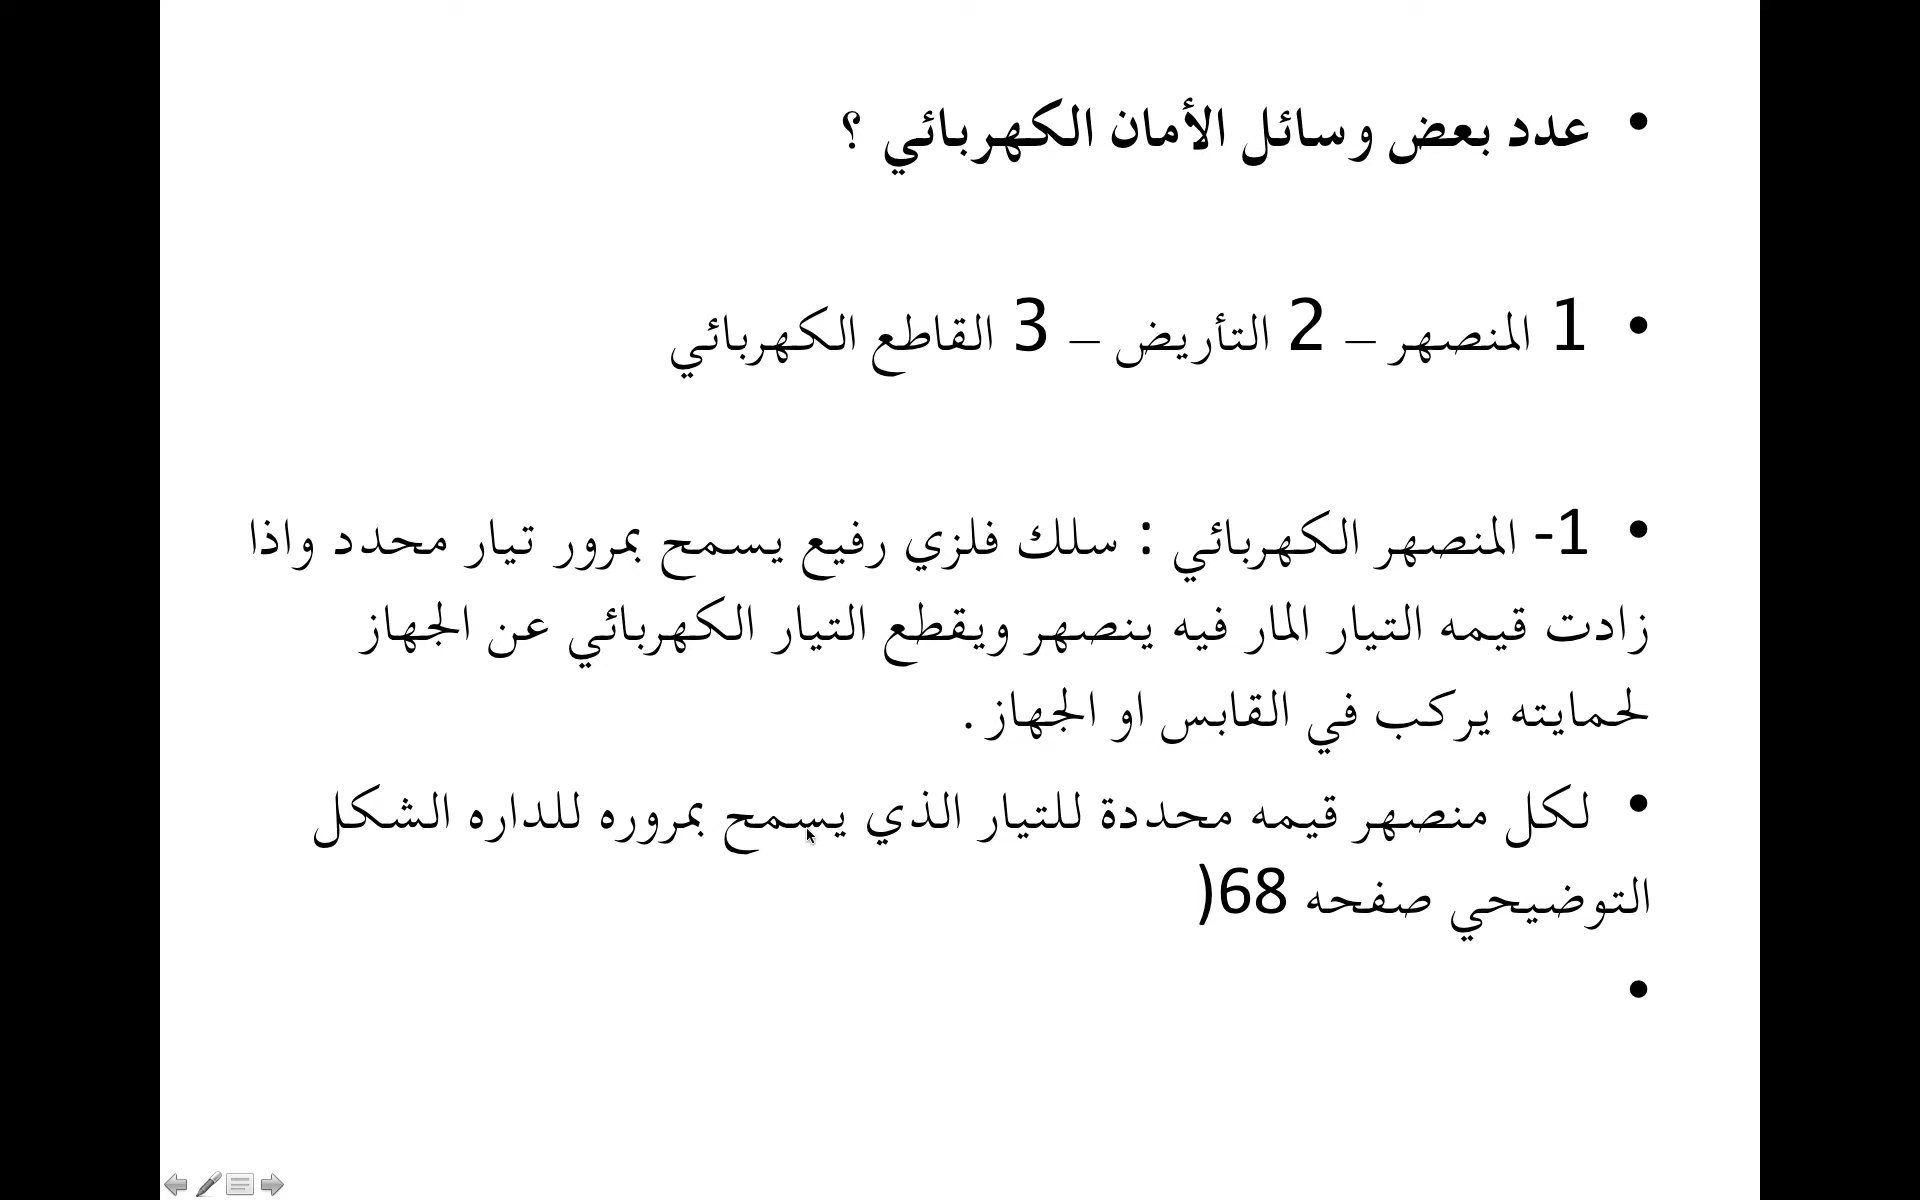 • عدد بعض وسائل الأمان الكهربائي ؟
• 1 المنصهر – 2 التأريض – 3 القاطع الكهربائي
• 1- المنصهر الكهربائي : سلك فلزي رفيع يسمح بمرور تيار محدد واذا
زادت قيمه التيار المار فيه ينصهر ويقطع التيار الكهربائي عن الجهاز
لحمايته يركب في القابس او الجهاز .
• لكل منصهر قيمه محددة للتيار الذي يسمح بمروره للداره الشكل
التوضيحي صفحه 68)
•